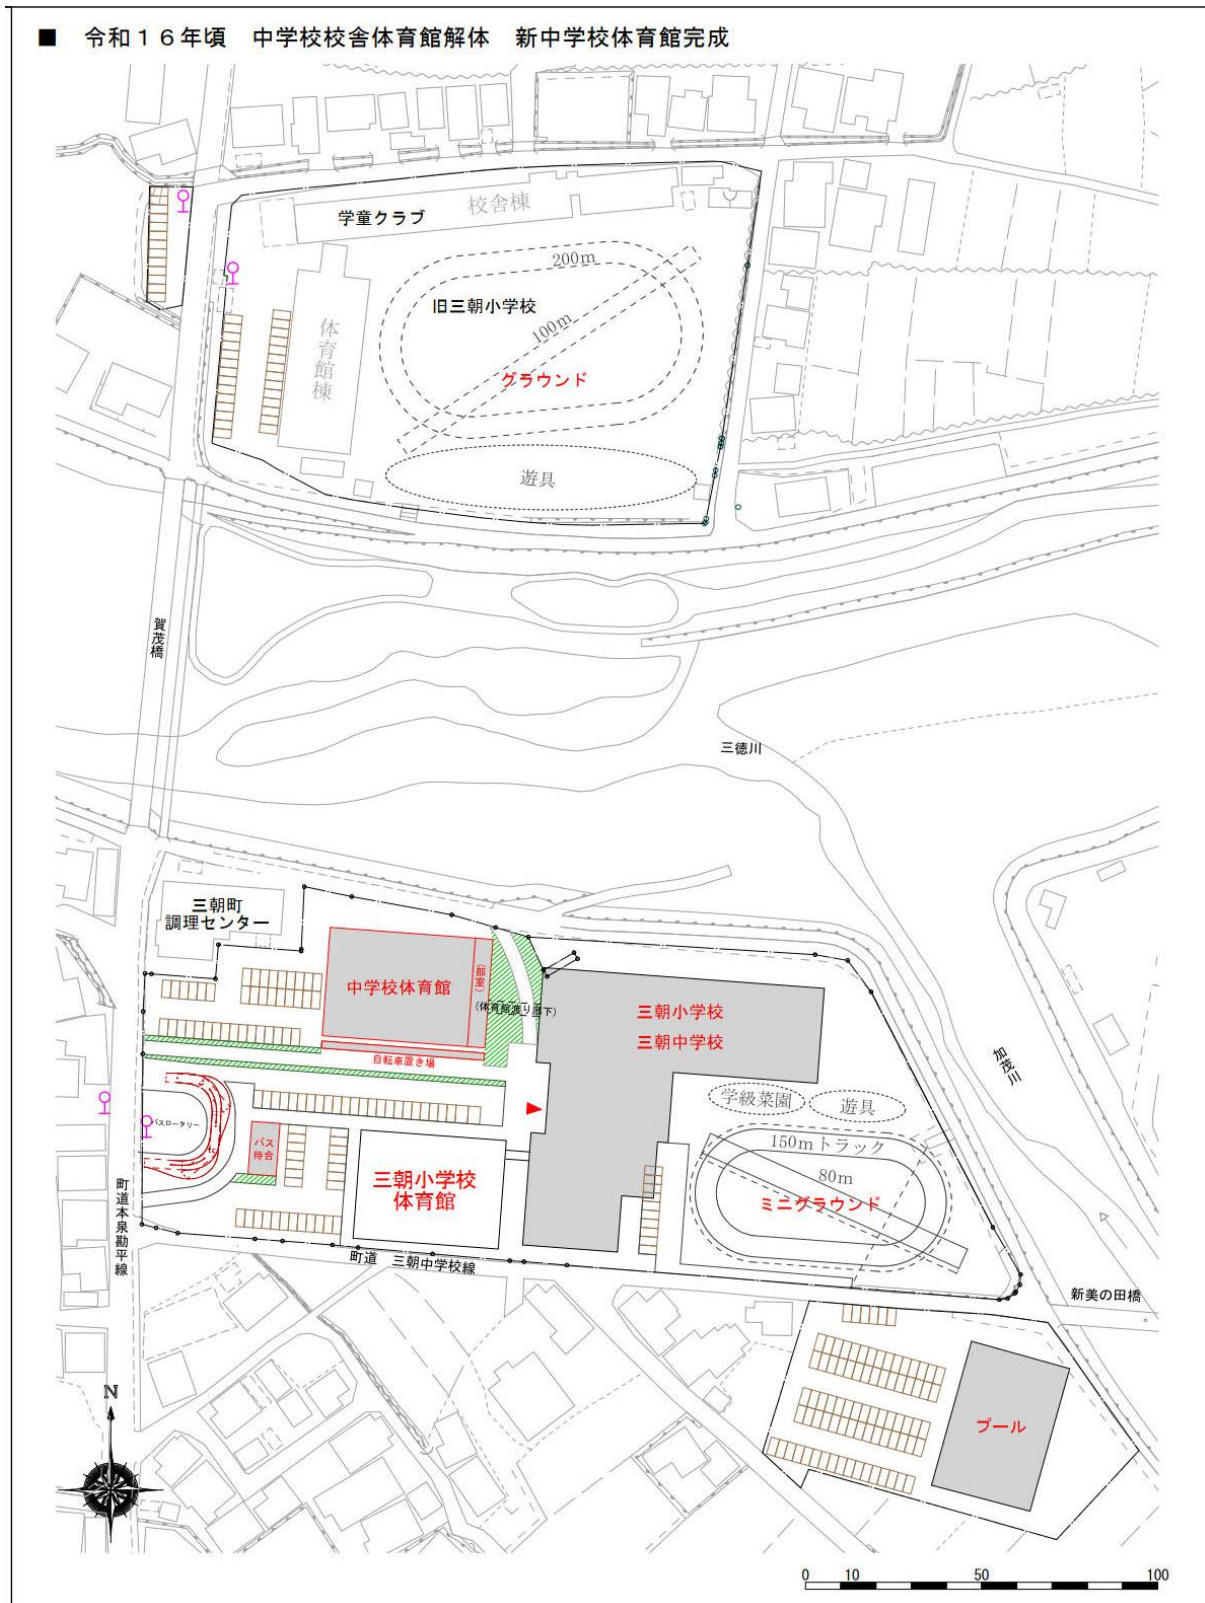 ■ 令和１６年頃　中学校校舎体育館解体　新中学校体育館完成
学童クラブ
校舎棟
200m
旧三朝小学校
100m
体育館棟
グラウンド
遊具
賀茂橋
三徳川
三朝町
調理センター
中学校体育館
(部室)
(体育館渡り廊下)
三朝小学校
三朝中学校
自転車置き場
加茂川
学級菜園
遊具
バスロータリー
バス
待合
150mトラック
80m
ミニグラウンド
三朝小学校
体育館
町道本泉勘平線
町道　三朝中学校線
新美の田橋
N
プール
0 10 50 100